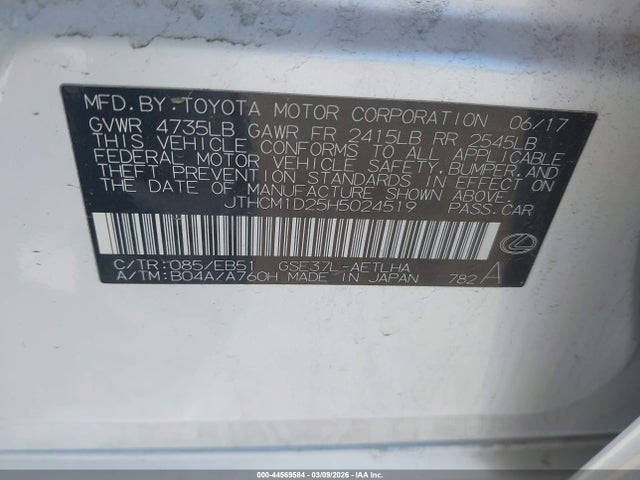 MFD. BY: TOYOTA MOTOR CORPORATION 06/17
GVWR 4735LB GAWR FR 2415LB RR 2545LB
THIS VEHICLE CONFORMS TO ALL APPLICABLE
FEDERAL MOTOR VEHICLE SAFETY, BUMPER, AND
THEFT PREVENTION STANDARDS IN EFFECT ON
THE DATE OF MANUFACTURE SHOWN ABOVE.
JTHCM1D25H5024519 PASS. CAR
C/TR: 085/EB51 GSE37L-AETLHA
A/TM: B04A/A760H MADE IN JAPAN 782 A
000-44569584 | 03/09/2026 | IAA Inc.